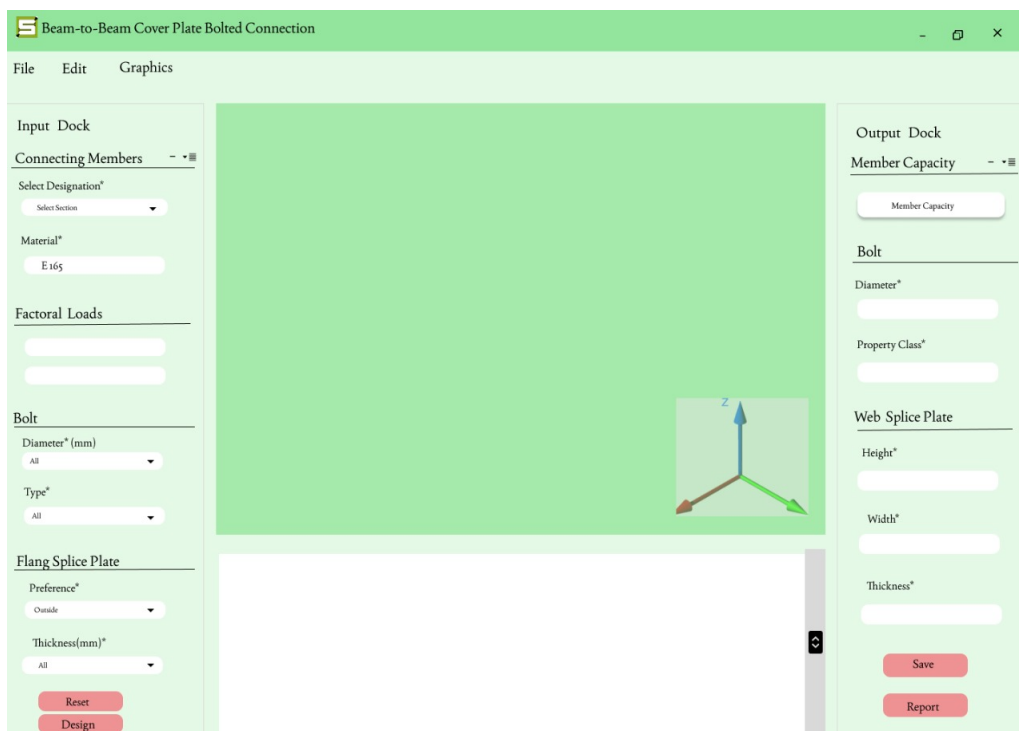 Beam-to-Beam Cover Plate Bolted Connection
File Edit Graphics
Input Dock
Connecting Members
Select Designation*
Select Section
Material*
E 165
Factoral Loads
Bolt
Diameter* (mm)
All
Type*
All
Flang Splice Plate
Preference*
Outside
Thickness(mm)*
All
Reset
Design
Z
Output Dock
Member Capacity
Member Capacity
Bolt
Diameter*
Property Class*
Web Splice Plate
Height*
Width*
Thickness*
Save
Report